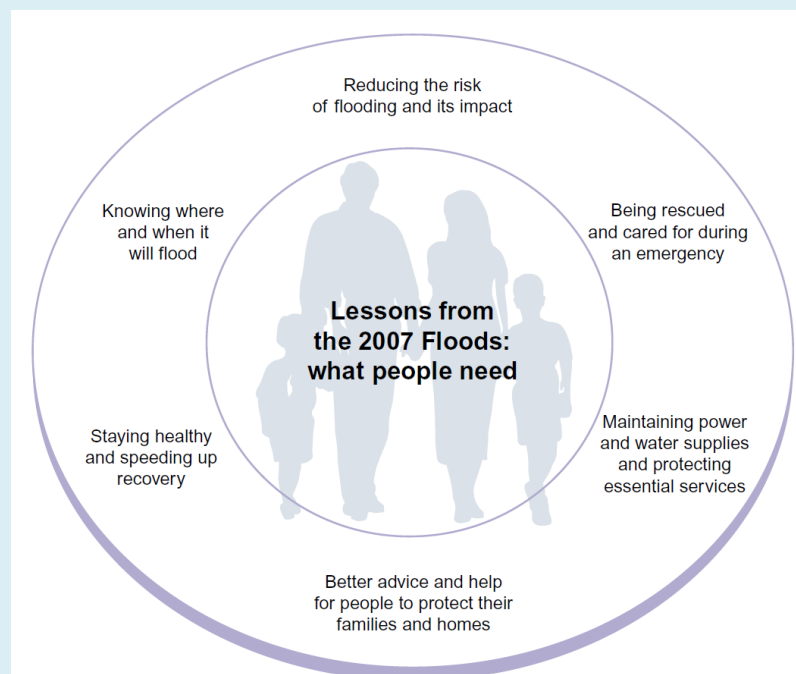 Reducing the risk
of flooding and its impact
Knowing where
and when it
will flood
Being rescued
and cared for during
an emergency
Lessons from
the 2007 Floods:
what people need
Staying healthy
and speeding up
recovery
Maintaining power
and water supplies
and protecting
essential services
Better advice and help
for people to protect their
families and homes